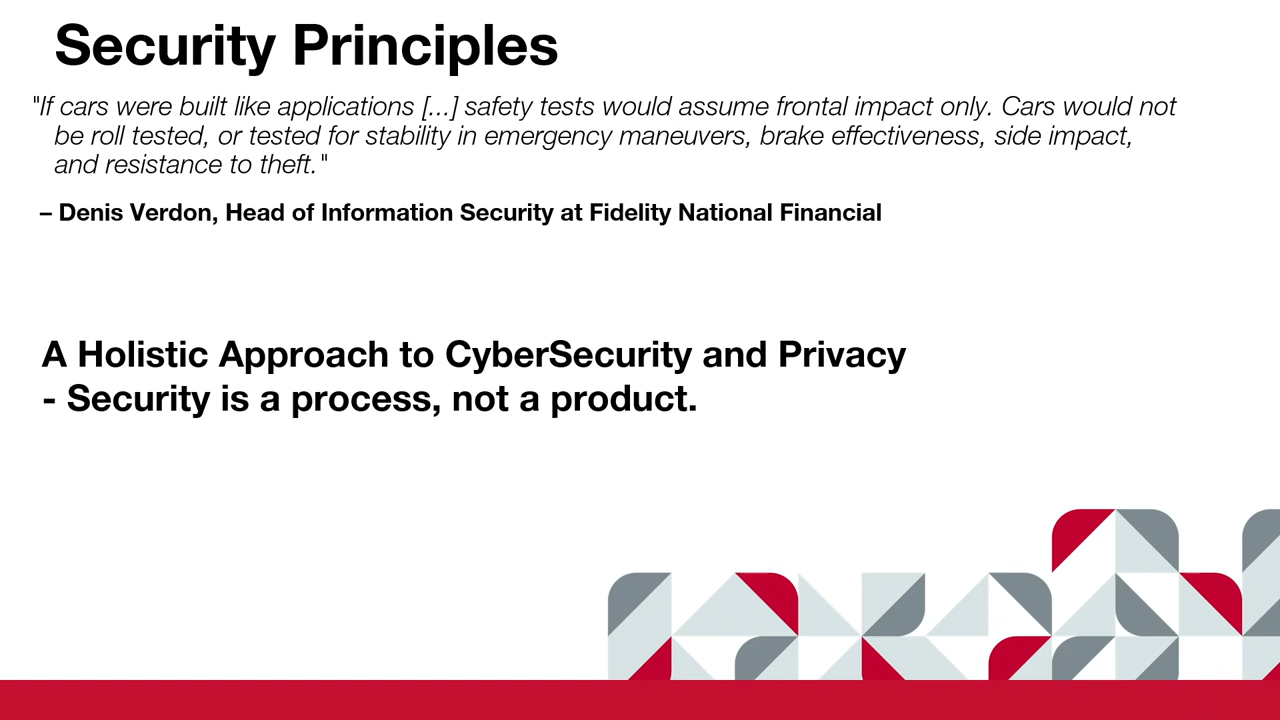 Security Principles
"If cars were built like applications [...] safety tests would assume frontal impact only. Cars would not
be roll tested, or tested for stability in emergency maneuvers, brake effectiveness, side impact,
and resistance to theft."
– Denis Verdon, Head of Information Security at Fidelity National Financial
A Holistic Approach to CyberSecurity and Privacy
- Security is a process, not a product.